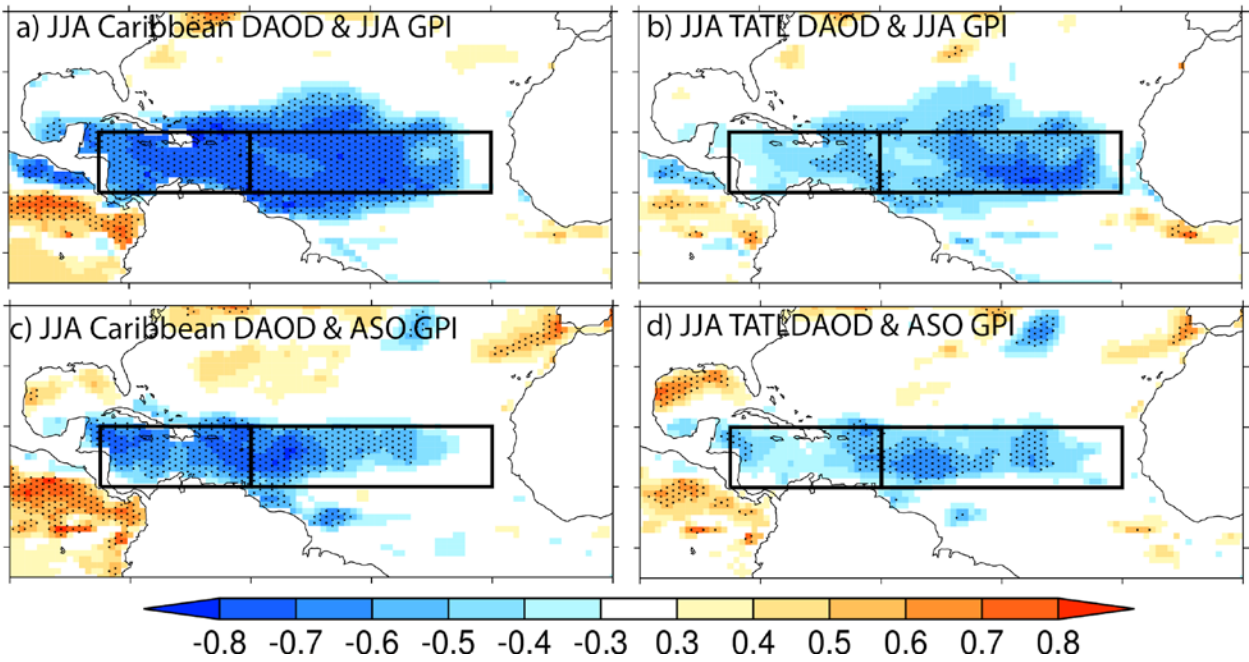 a) JJA Caribbean DAOD & JJA GPI
b) JJA TATL DAOD & JJA GPI
c) JJA Caribbean DAOD & ASO GPI
d) JJA TATL DAOD & ASO GPI
-0.8 -0.7 -0.6 -0.5 -0.4 -0.3 0.3 0.4 0.5 0.6 0.7 0.8